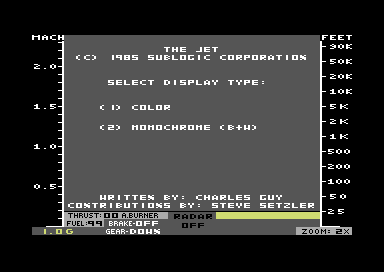 MACH
FEET
THE JET
(C) 1985 SUBLOGIC CORPORATION
SELECT DISPLAY TYPE:
(1) COLOR
(2) MONOCHROME (B+W)
WRITTEN BY: CHARLES GUY
CONTRIBUTIONS BY: STEVE SETZLER
2.0
1.5
1.0
0.5
90K
50K
20K
10K
5K
2K
1K
500
200
100
50
25
THRUST:00 A.BURNER
RADAR
FUEL:99 BRAKE-OFF
OFF
1.0G
GEAR-DOWN
ZOOM: 2X